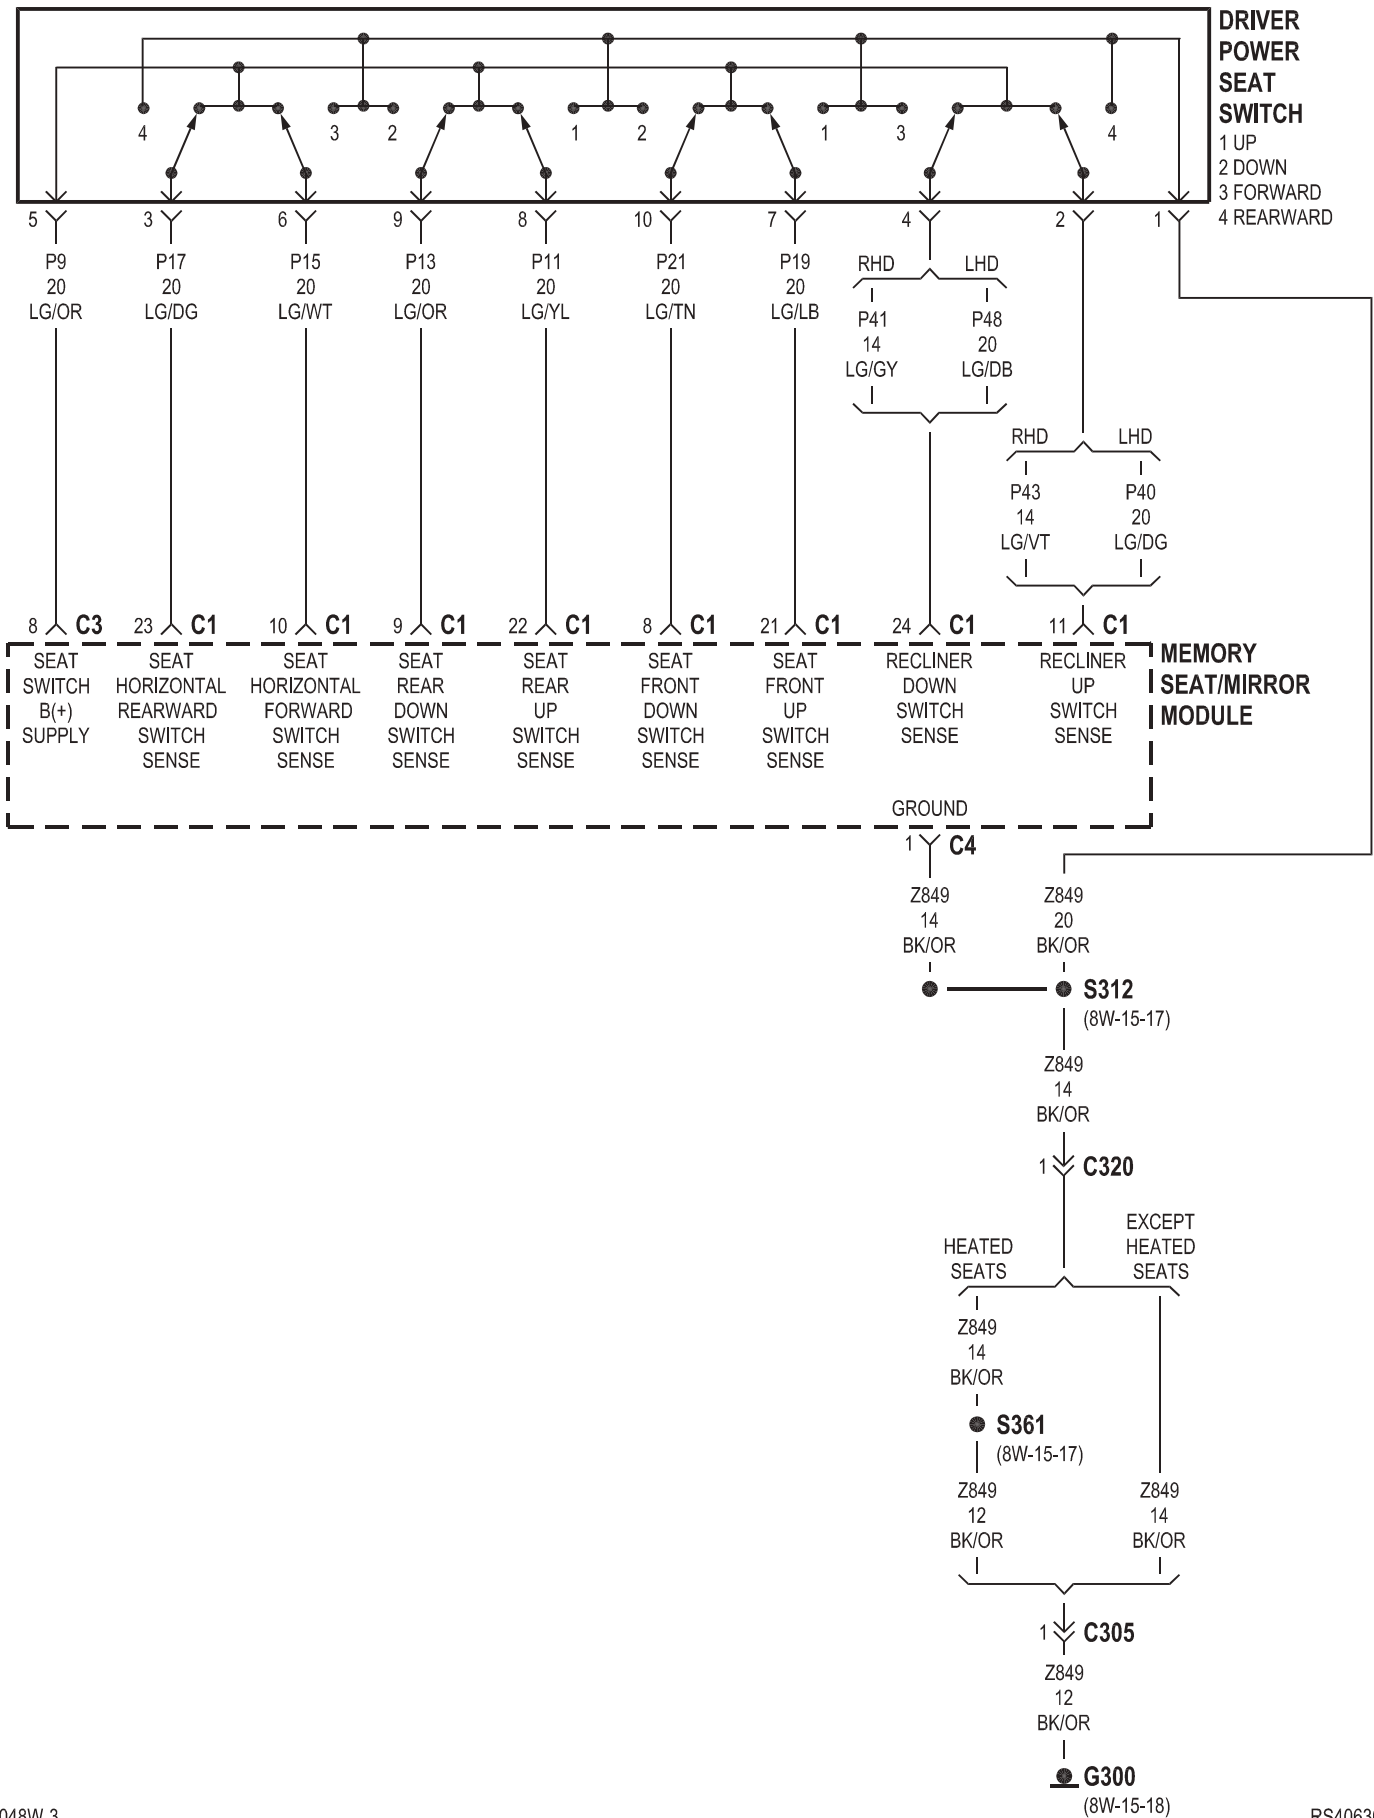 DRIVER
POWER
SEAT
SWITCH
1 UP
2 DOWN
3 FORWARD
4 REARWARD
4 3 2 1 2 1 3 4
5 3 6 9 8 10 7 4 2 1
P9
20
LG/OR
P17
20
LG/DG
P15
20
LG/WT
P13
20
LG/OR
P11
20
LG/YL
P21
20
LG/TN
P19
20
LG/LB
RHD LHD
P41
14
LG/GY
P48
20
LG/DB
RHD LHD
P43
14
LG/VT
P40
20
LG/DG
8 C3 23 C1 10 C1 9 C1 22 C1 8 C1 21 C1 24 C1 11 C1
SEAT
SWITCH
B(+)
SUPPLY
SEAT
HORIZONTAL
REARWARD
SWITCH
SENSE
SEAT
HORIZONTAL
FORWARD
SWITCH
SENSE
SEAT
REAR
DOWN
SWITCH
SENSE
SEAT
REAR
UP
SWITCH
SENSE
SEAT
FRONT
DOWN
SWITCH
SENSE
SEAT
FRONT
UP
SWITCH
SENSE
RECLINER
DOWN
SWITCH
SENSE
RECLINER
UP
SWITCH
SENSE
MEMORY
SEAT/MIRROR
MODULE
GROUND
1 C4
Z849
14
BK/OR
Z849
20
BK/OR
S312
(8W-15-17)
Z849
14
BK/OR
1 C320
HEATED
SEATS
EXCEPT
HEATED
SEATS
Z849
14
BK/OR
S361
(8W-15-17)
Z849
12
BK/OR
Z849
14
BK/OR
1 C305
Z849
12
BK/OR
G300
(8W-15-18)